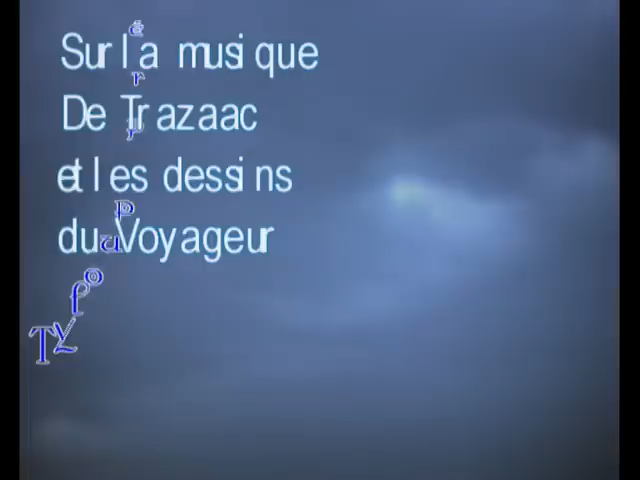 Sur la musique
De Trazaac
et les dessins
du Voyageur